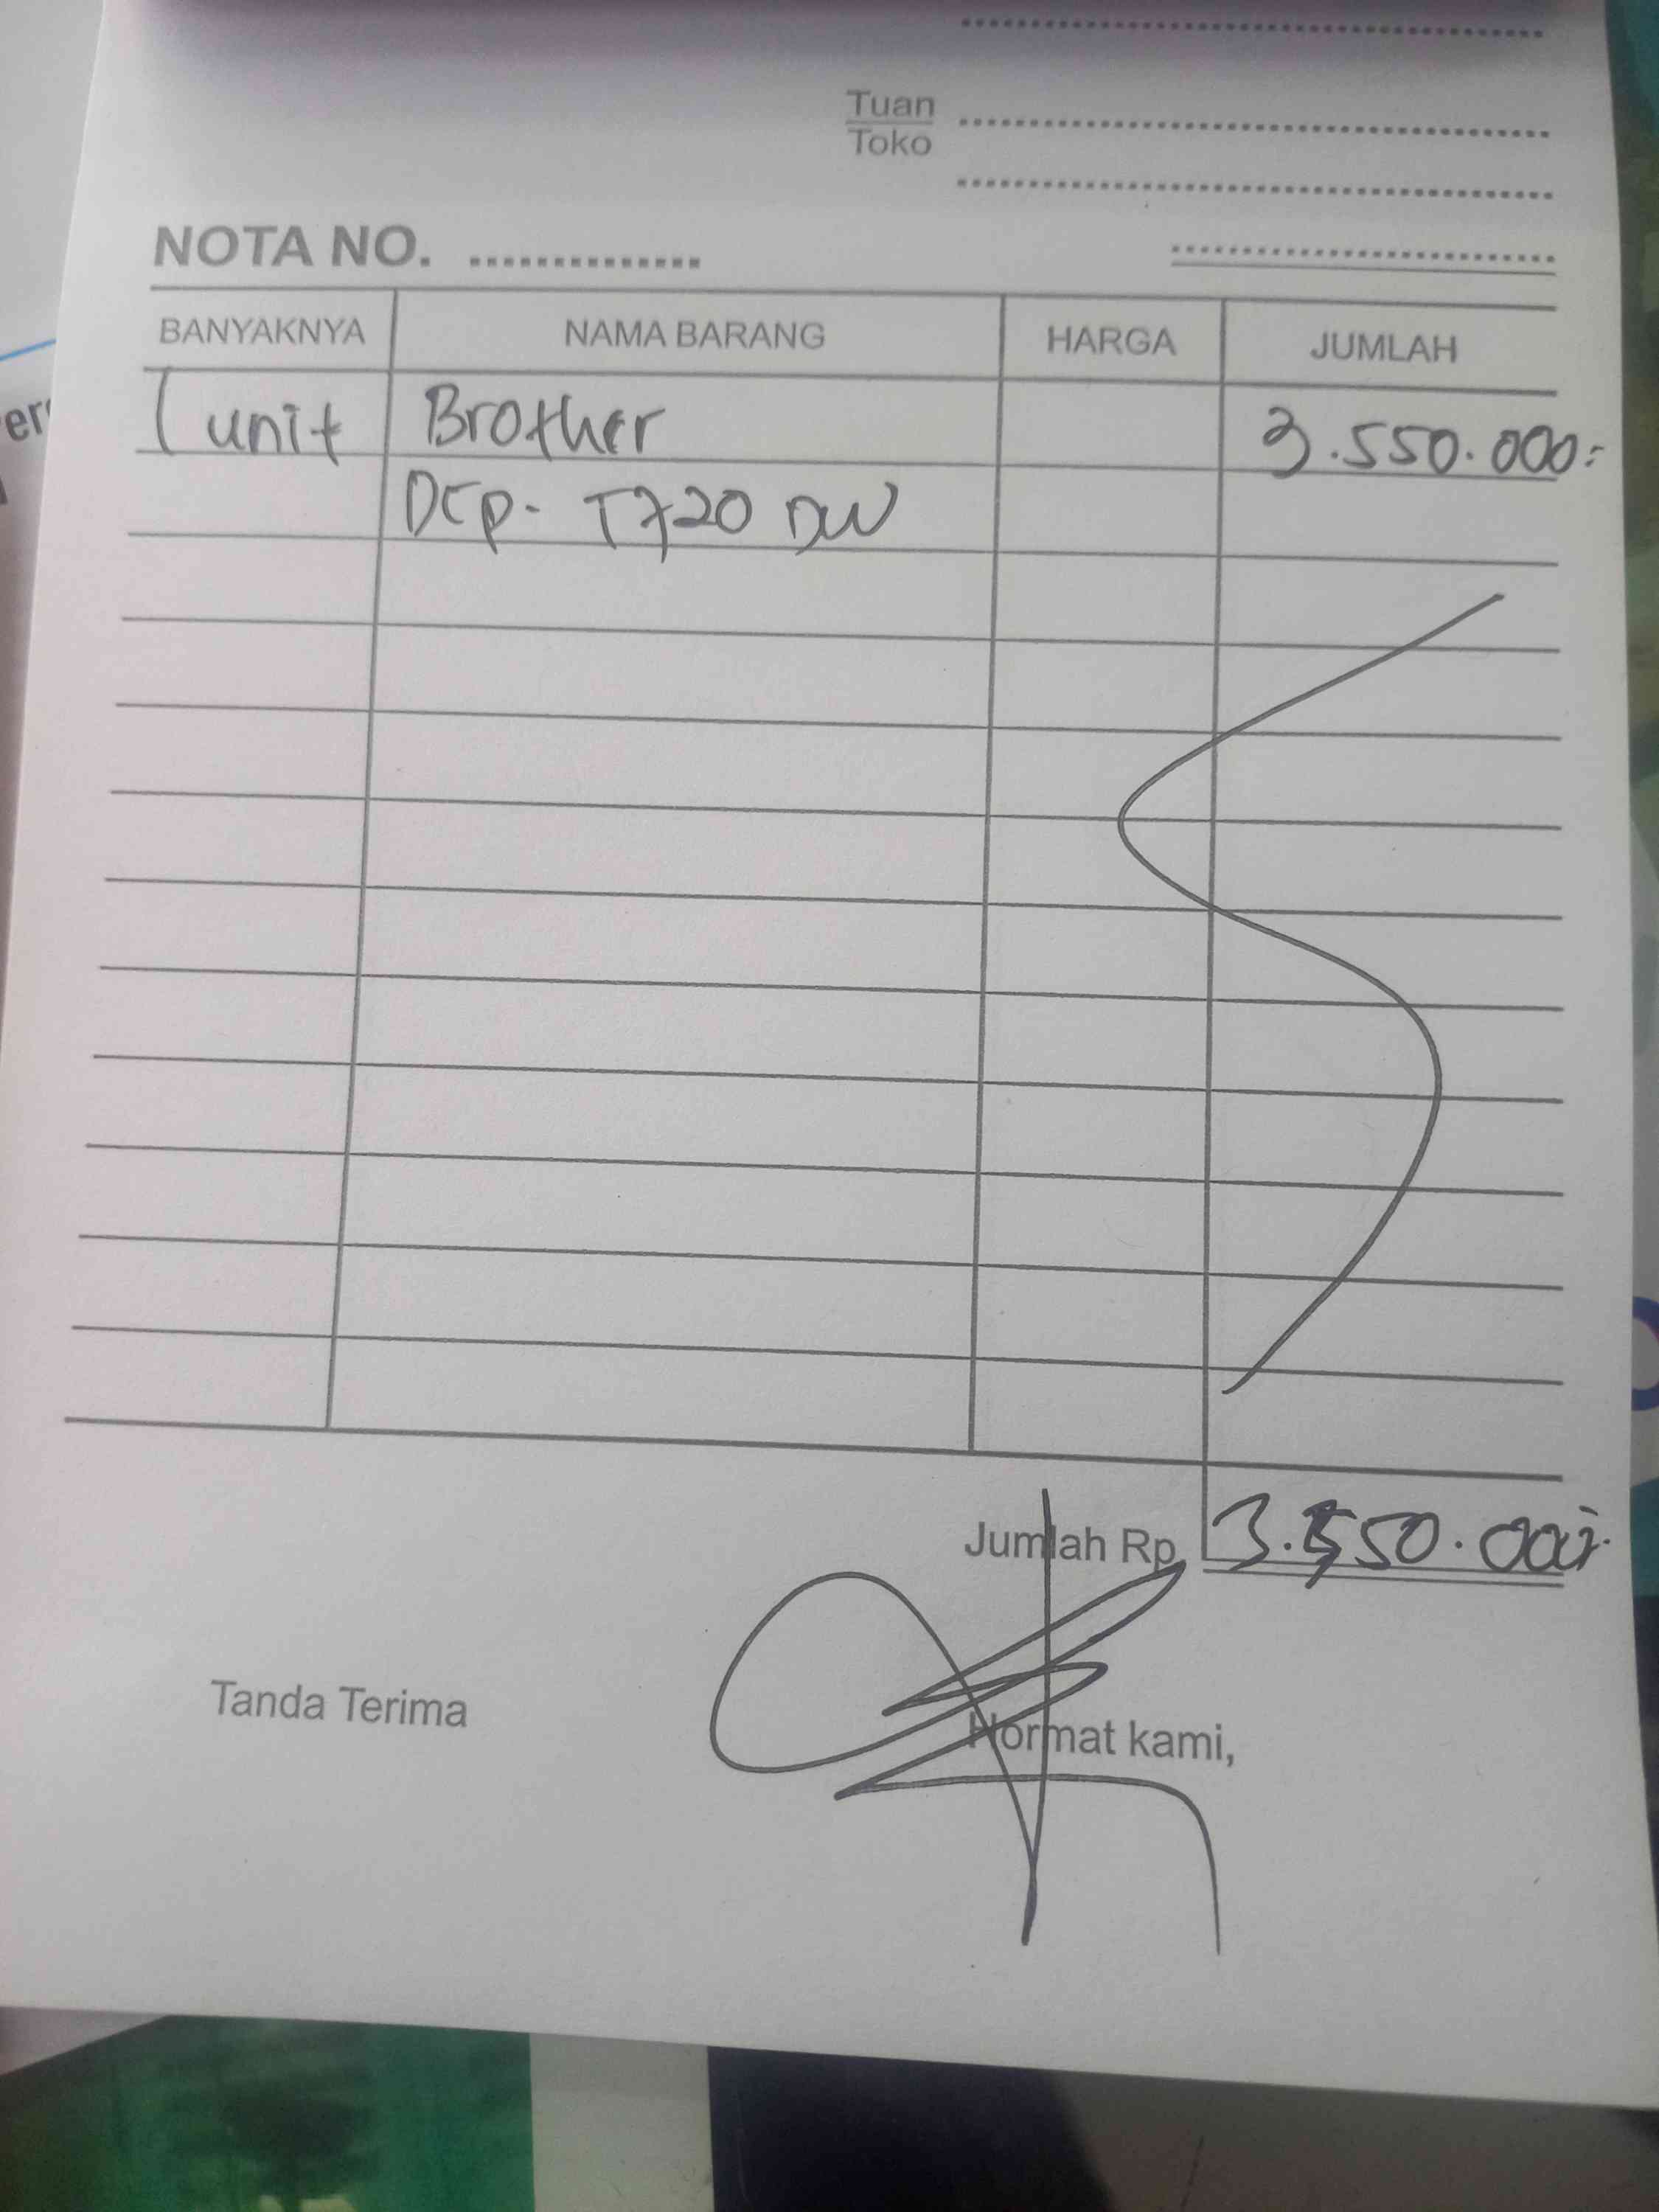 Tuan
Toko
NOTA NO. ..............
BANYAKNYA NAMA BARANG HARGA JUMLAH
1 unit Brother 3.550.000:-
DCP- T720 DW
Jumlah Rp. 3.550.000:-
Tanda Terima
Hormat kami,